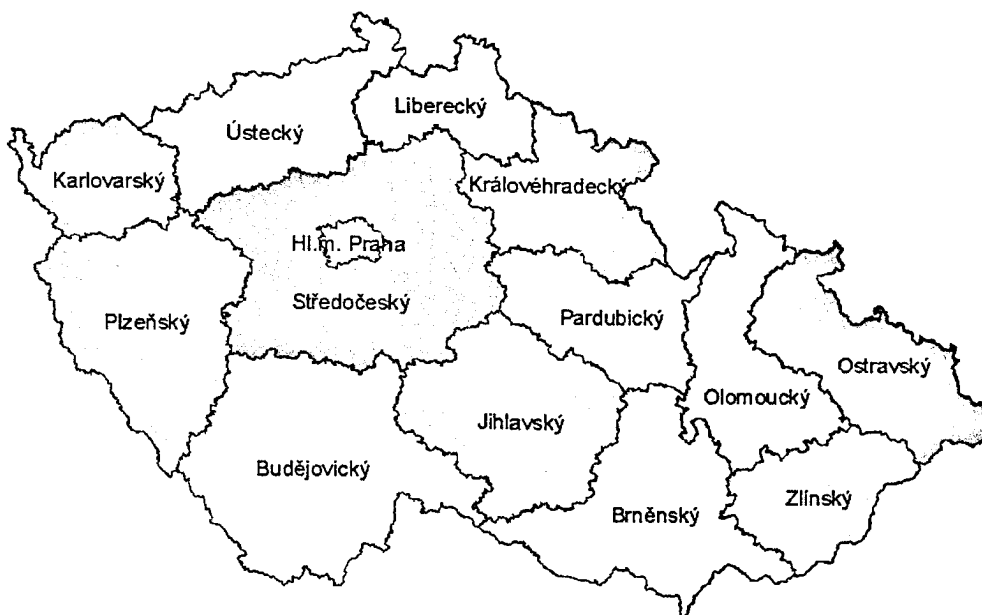 Liberecký
Ústecký
Karlovarský
Královéhradecký
Hl.m. Praha
Středočeský
Pardubický
Plzeňský
Ostravský
Olomoucký
Jihlavský
Budějovický
Zlínský
Brněnský